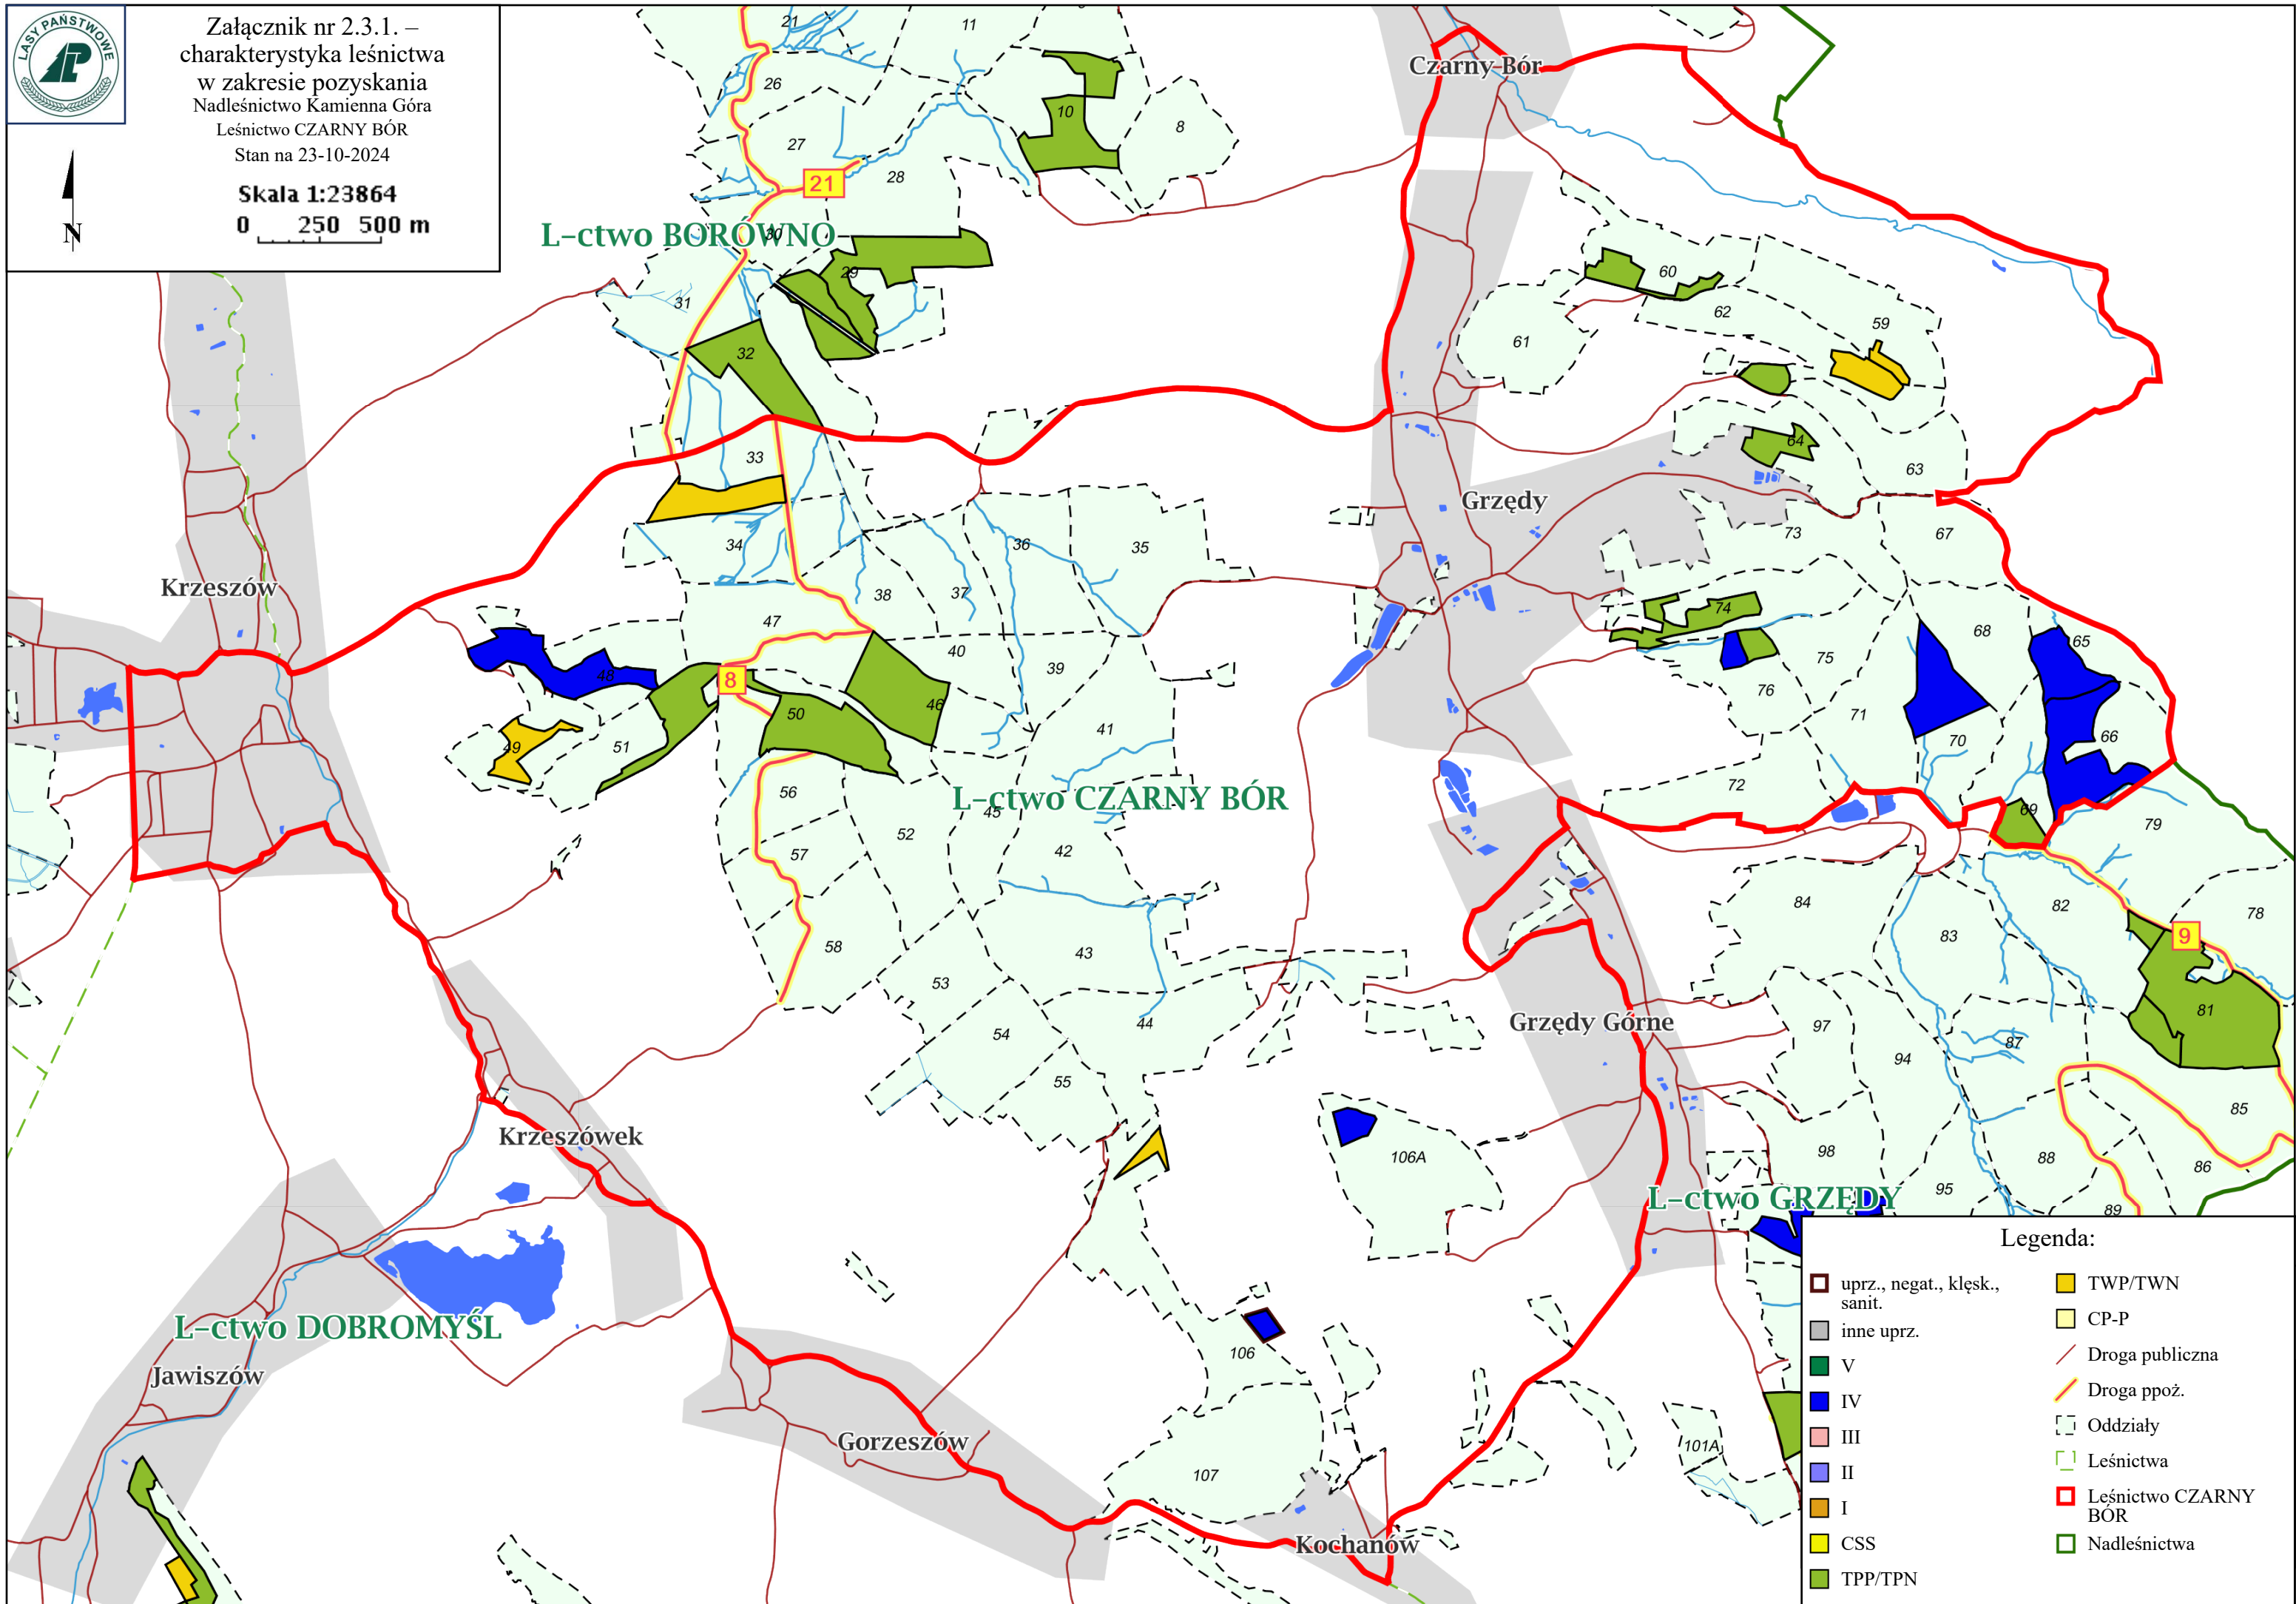 LASY PAŃSTWOWE
Załącznik nr 2.3.1. –
charakterystyka leśnictwa
w zakresie pozyskania
Nadleśnictwo Kamienna Góra
Leśnictwo CZARNY BÓR
Stan na 23-10-2024
Skala 1:23864
0 250 500 m
N
21
11
26
10
8
27
28
21
L-ctwo BORÓWNO
30
29
31
32
33
34
Czarny Bór
60
62
59
61
64
63
Grzędy
73
67
36
35
38
37
47
40
39
46
41
48
49
51
50
8
Krzeszów
74
75
76
68
65
66
71
70
72
69
79
56
57
52
45
42
L-ctwo CZARNY BÓR
58
53
43
54
44
55
84
83
82
78
9
81
97
94
87
85
98
95
88
86
89
Grzędy Górne
106A
L-ctwo GRZĘDY
Krzeszówek
L-ctwo DOBROMYŚL
Jawiszów
Gorzeszów
106
107
101A
Kochanów
Legenda:
uprz., negat., klęsk.,
sanit.
inne uprz.
V
IV
III
II
I
CSS
TPP/TPN
TWP/TWN
CP-P
Droga publiczna
Droga ppoż.
Oddziały
Leśnictwa
Leśnictwo CZARNY
BÓR
Nadleśnictwa